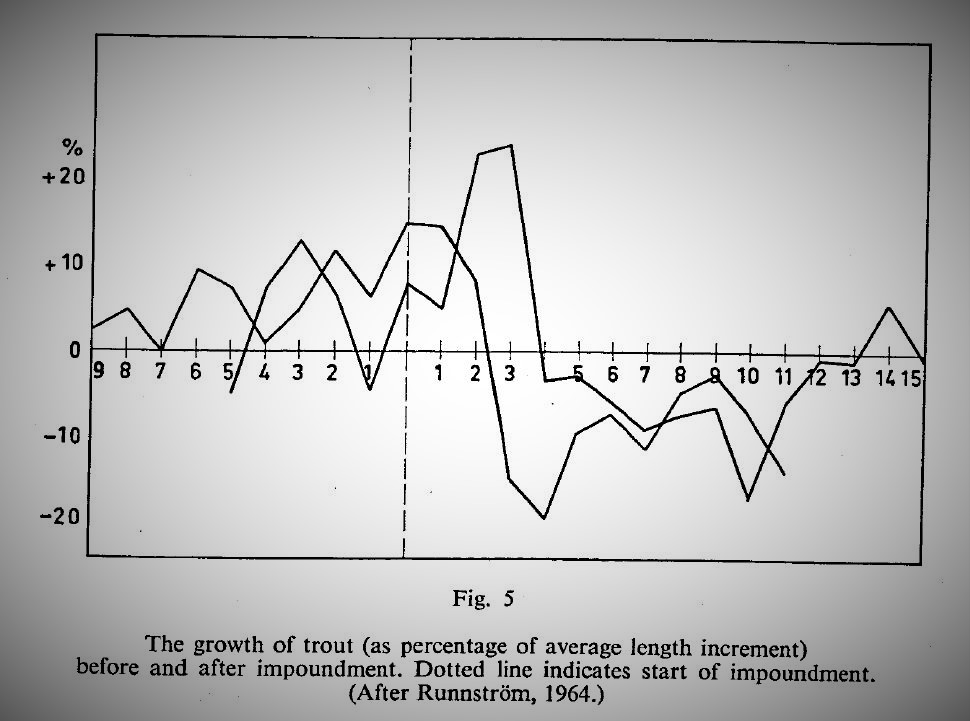 %
+20
+10
0
9 8 7 6 5 4 3 2 1 1 2 3 5 6 7 8 9 10 11 12 13 14 15
-10
-20
Fig. 5
The growth of trout (as percentage of average length increment)
before and after impoundment. Dotted line indicates start of impoundment.
(After Runnström, 1964.)